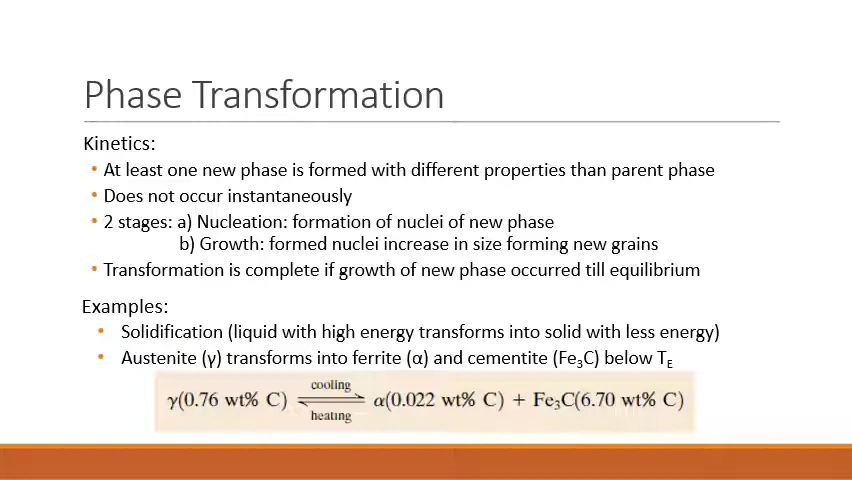 Phase Transformation
Kinetics:
• At least one new phase is formed with different properties than parent phase
• Does not occur instantaneously
• 2 stages: a) Nucleation: formation of nuclei of new phase
b) Growth: formed nuclei increase in size forming new grains
• Transformation is complete if growth of new phase occurred till equilibrium
Examples:
• Solidification (liquid with high energy transforms into solid with less energy)
• Austenite (γ) transforms into ferrite (α) and cementite (Fe₃C) below T_E
γ(0.76 wt% C) cooling ⇌ heating α(0.022 wt% C) + Fe₃C(6.70 wt% C)